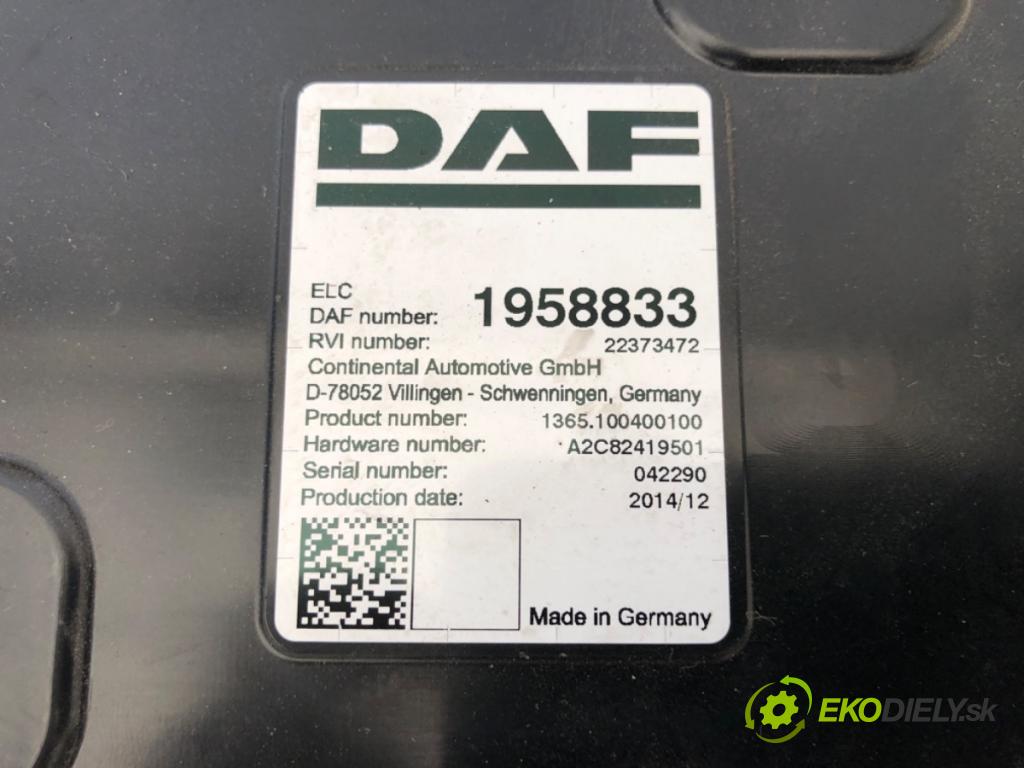 DAF
ELC
DAF number: 1958833
RVI number: 22373472
Continental Automotive GmbH
D-78052 Villingen - Schwenningen, Germany
Product number: 1365.100400100
Hardware number: A2C82419501
Serial number: 042290
Production date: 2014/12
Made in Germany
EKODIELY.sk